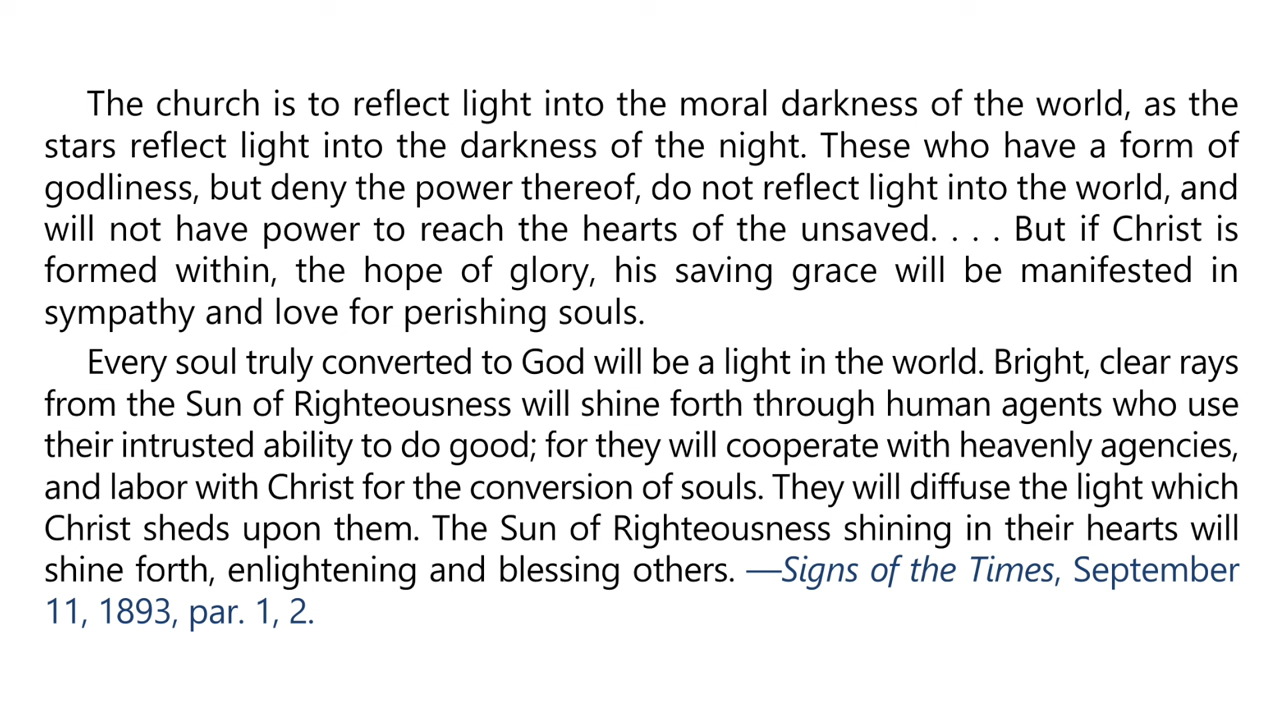 The church is to reflect light into the moral darkness of the world, as the
stars reflect light into the darkness of the night. These who have a form of
godliness, but deny the power thereof, do not reflect light into the world, and
will not have power to reach the hearts of the unsaved. . . . But if Christ is
formed within, the hope of glory, his saving grace will be manifested in
sympathy and love for perishing souls.
Every soul truly converted to God will be a light in the world. Bright, clear rays
from the Sun of Righteousness will shine forth through human agents who use
their intrusted ability to do good; for they will cooperate with heavenly agencies,
and labor with Christ for the conversion of souls. They will diffuse the light which
Christ sheds upon them. The Sun of Righteousness shining in their hearts will
shine forth, enlightening and blessing others. —Signs of the Times, September
11, 1893, par. 1, 2.